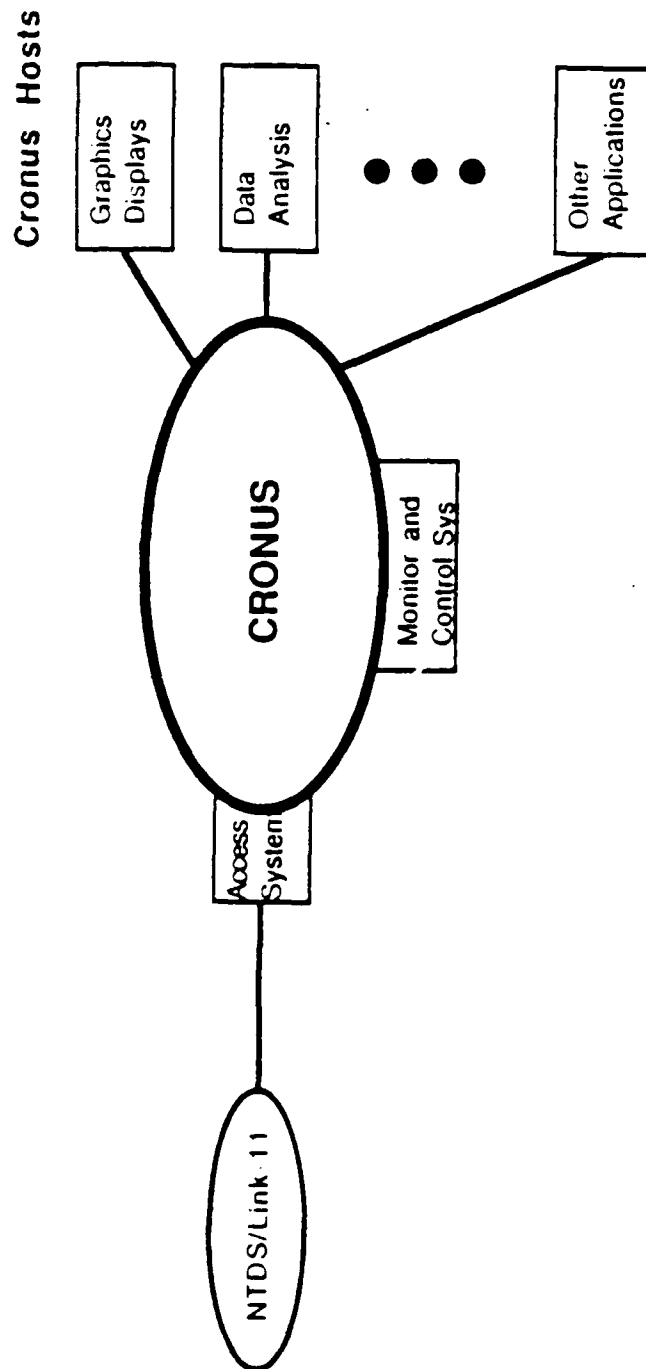 Cronus Hosts
Graphics
Displays
Data
Analysis
Other
Applications
CRONUS
Monitor and
Control Sys
Access
System
NTDS/Link-11